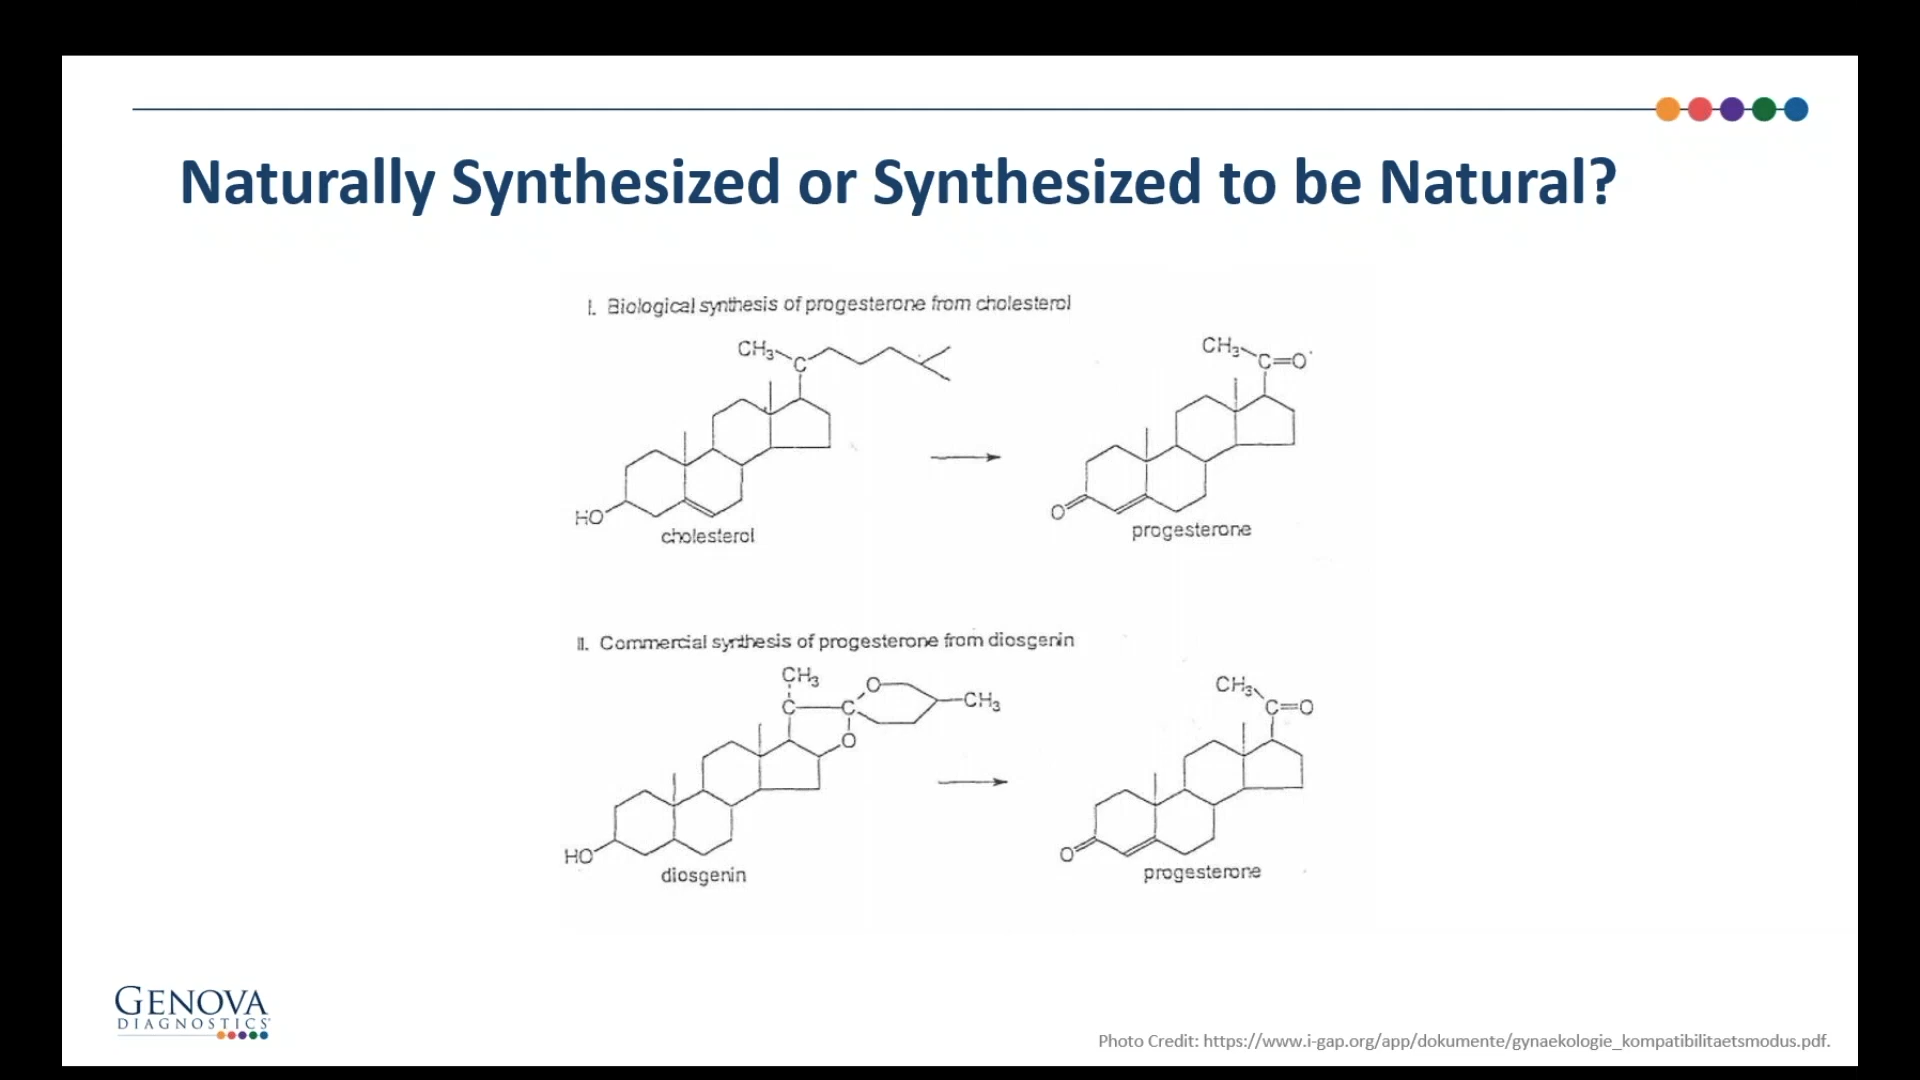 Naturally Synthesized or Synthesized to be Natural?
I. Biological synthesis of progesterone from cholesterol
CH3
C
HO
cholesterol
CH3
C=O
O
progesterone
II. Commercial synthesis of progesterone from diosgenin
CH3
C
C
O
CH3
O
HO
diosgenin
CH3
C=O
O
progesterone
GENOVA
DIAGNOSTICS
Photo Credit: https://www.i-gap.org/app/dokumente/gynaekologie_kompatibilitaetsmodus.pdf.